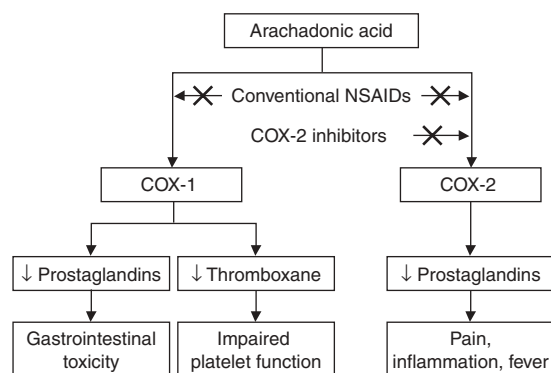 Arachadonic acid
Conventional NSAIDs
COX-2 inhibitors
COX-1
COX-2
↓ Prostaglandins
↓ Thromboxane
↓ Prostaglandins
Gastrointestinal
toxicity
Impaired
platelet function
Pain,
inflammation, fever